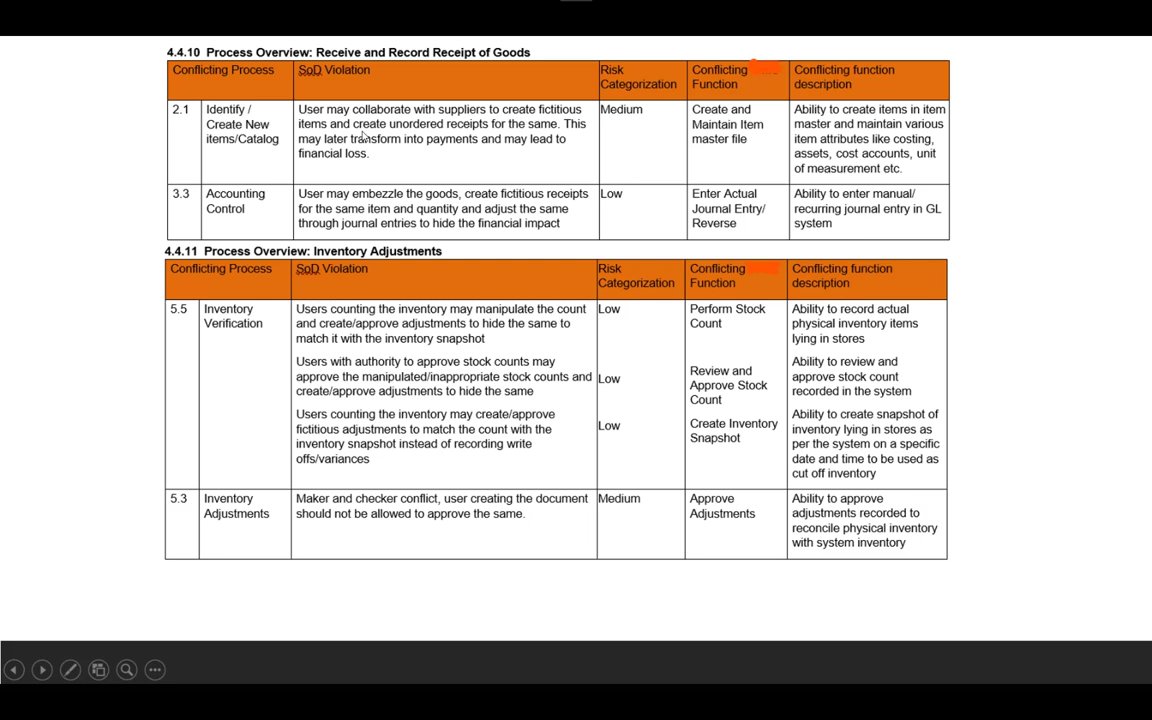 4.4.10 Process Overview: Receive and Record Receipt of Goods
Conflicting Process
SoD Violation
Risk
Categorization
Conflicting
Function
Conflicting function
description
2.1
Identify /
Create New
items/Catalog
User may collaborate with suppliers to create fictitious
items and create unordered receipts for the same. This
may later transform into payments and may lead to
financial loss.
Medium
Create and
Maintain Item
master file
Ability to create items in item
master and maintain various
item attributes like costing,
assets, cost accounts, unit
of measurement etc.
3.3
Accounting
Control
User may embezzle the goods, create fictitious receipts
for the same item and quantity and adjust the same
through journal entries to hide the financial impact
Low
Enter Actual
Journal Entry/
Reverse
Ability to enter manual/
recurring journal entry in GL
system
4.4.11 Process Overview: Inventory Adjustments
Conflicting Process
SoD Violation
Risk
Categorization
Conflicting
Function
Conflicting function
description
5.5
Inventory
Verification
Users counting the inventory may manipulate the count
and create/approve adjustments to hide the same to
match it with the inventory snapshot
Low
Perform Stock
Count
Ability to record actual
physical inventory items
lying in stores
Users with authority to approve stock counts may
approve the manipulated/inappropriate stock counts and
create/approve adjustments to hide the same
Low
Review and
Approve Stock
Count
Ability to review and
approve stock count
recorded in the system
Users counting the inventory may create/approve
fictitious adjustments to match the count with the
inventory snapshot instead of recording write
offs/variances
Low
Create Inventory
Snapshot
Ability to create snapshot of
inventory lying in stores as
per the system on a specific
date and time to be used as
cut off inventory
5.3
Inventory
Adjustments
Maker and checker conflict, user creating the document
should not be allowed to approve the same.
Medium
Approve
Adjustments
Ability to approve
adjustments recorded to
reconcile physical inventory
with system inventory